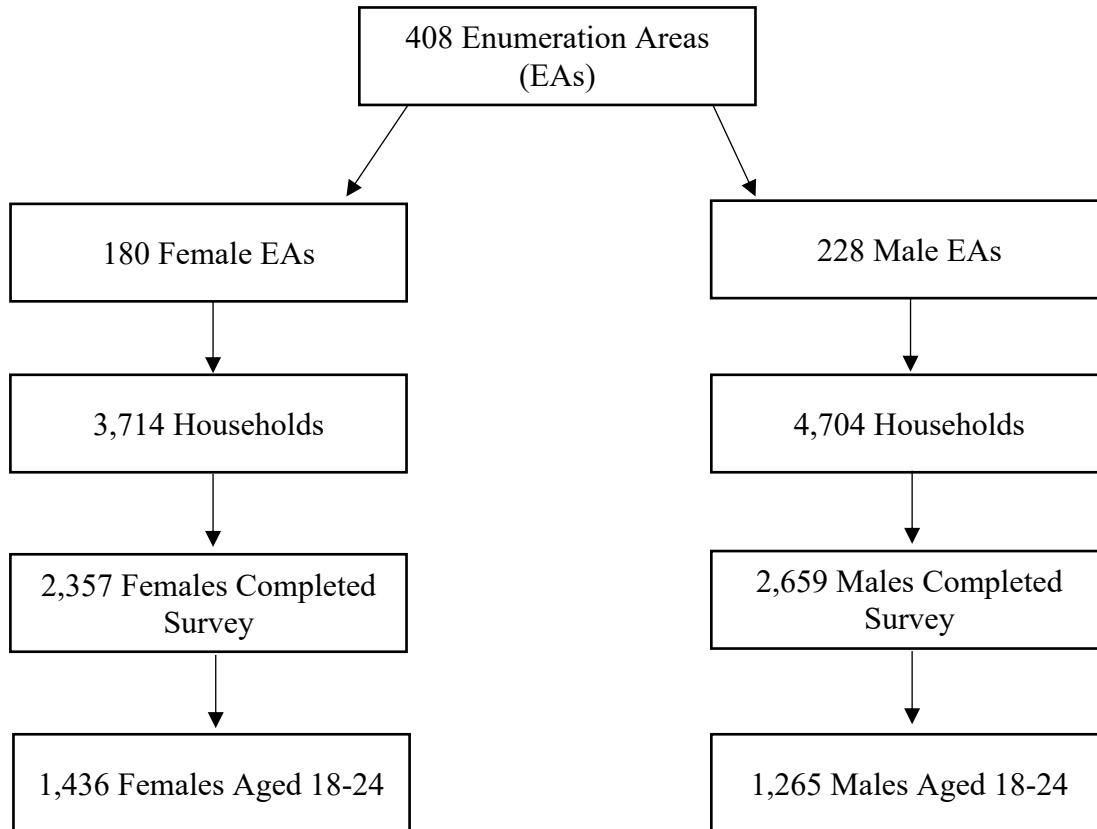 408 Enumeration Areas
(EAs)
180 Female EAs
228 Male EAs
3,714 Households
4,704 Households
2,357 Females Completed
Survey
2,659 Males Completed
Survey
1,436 Females Aged 18-24
1,265 Males Aged 18-24